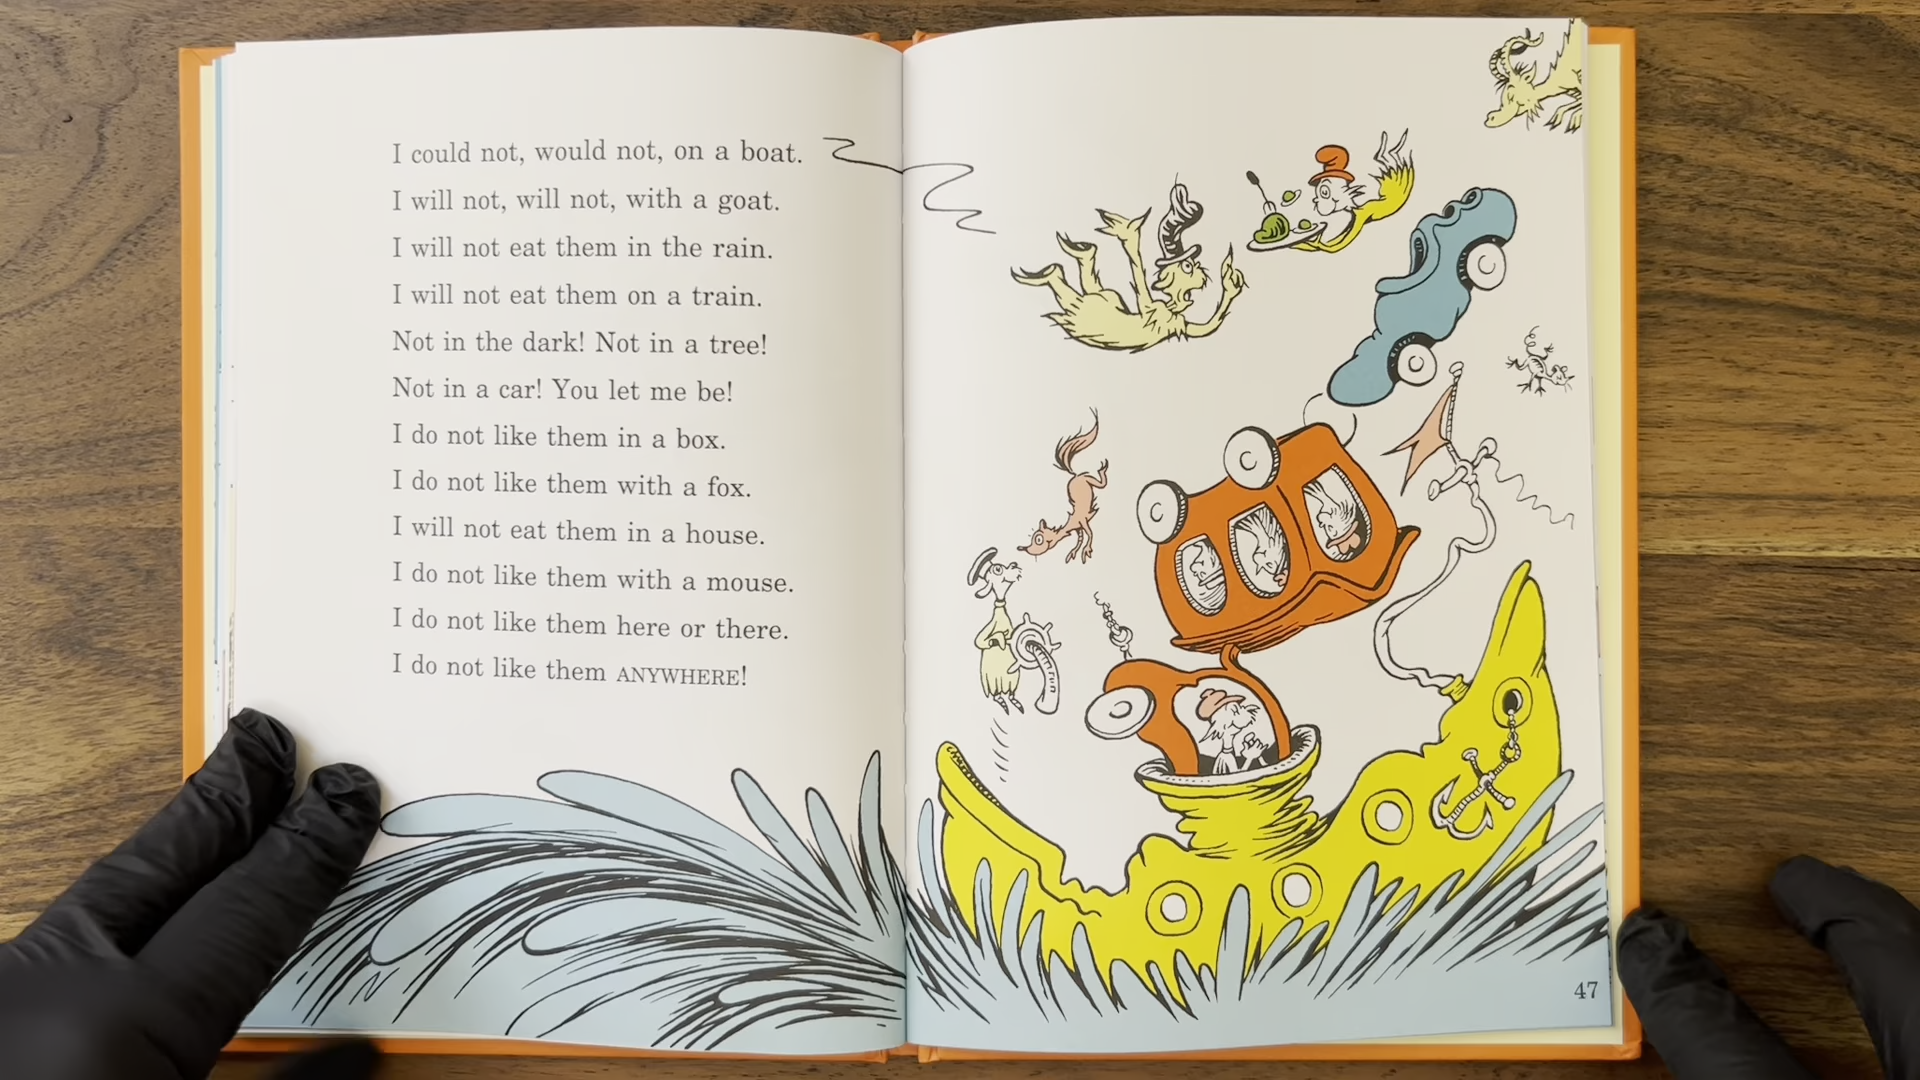 I could not, would not, on a boat.
I will not, will not, with a goat.
I will not eat them in the rain.
I will not eat them on a train.
Not in the dark! Not in a tree!
Not in a car! You let me be!
I do not like them in a box.
I do not like them with a fox.
I will not eat them in a house.
I do not like them with a mouse.
I do not like them here or there.
I do not like them ANYWHERE!
47